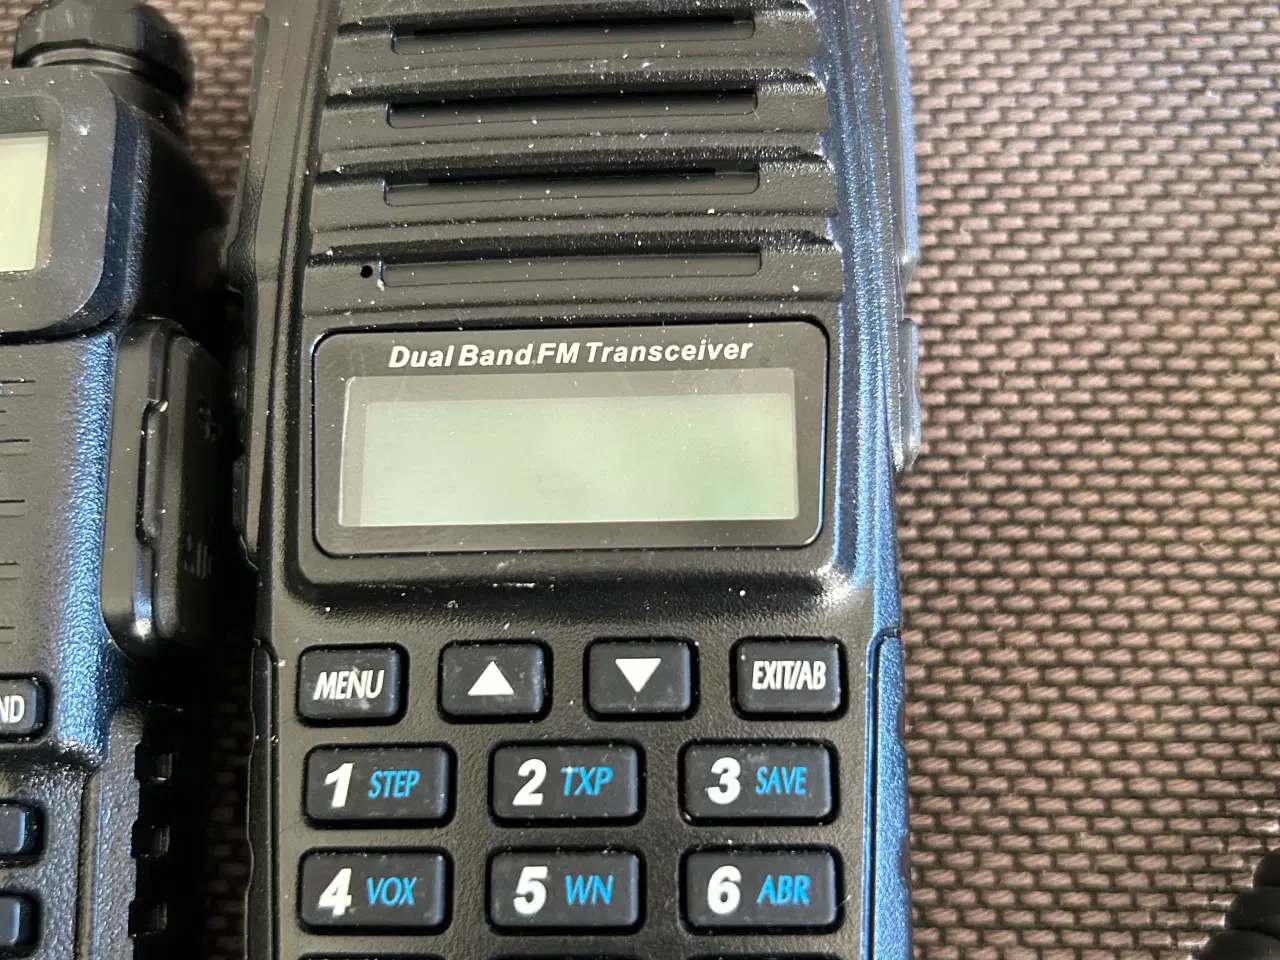 Dual Band FM Transceiver
MENU ▲ ▼ EXIT/AB
1 STEP 2 TXP 3 SAVE
4 VOX 5 WN 6 ABR